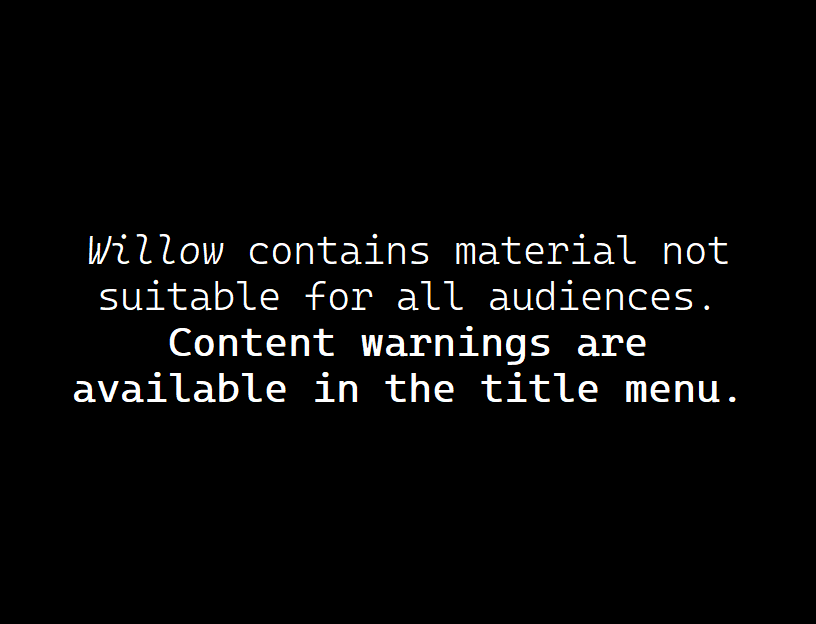 Willow contains material not
suitable for all audiences.
Content warnings are
available in the title menu.